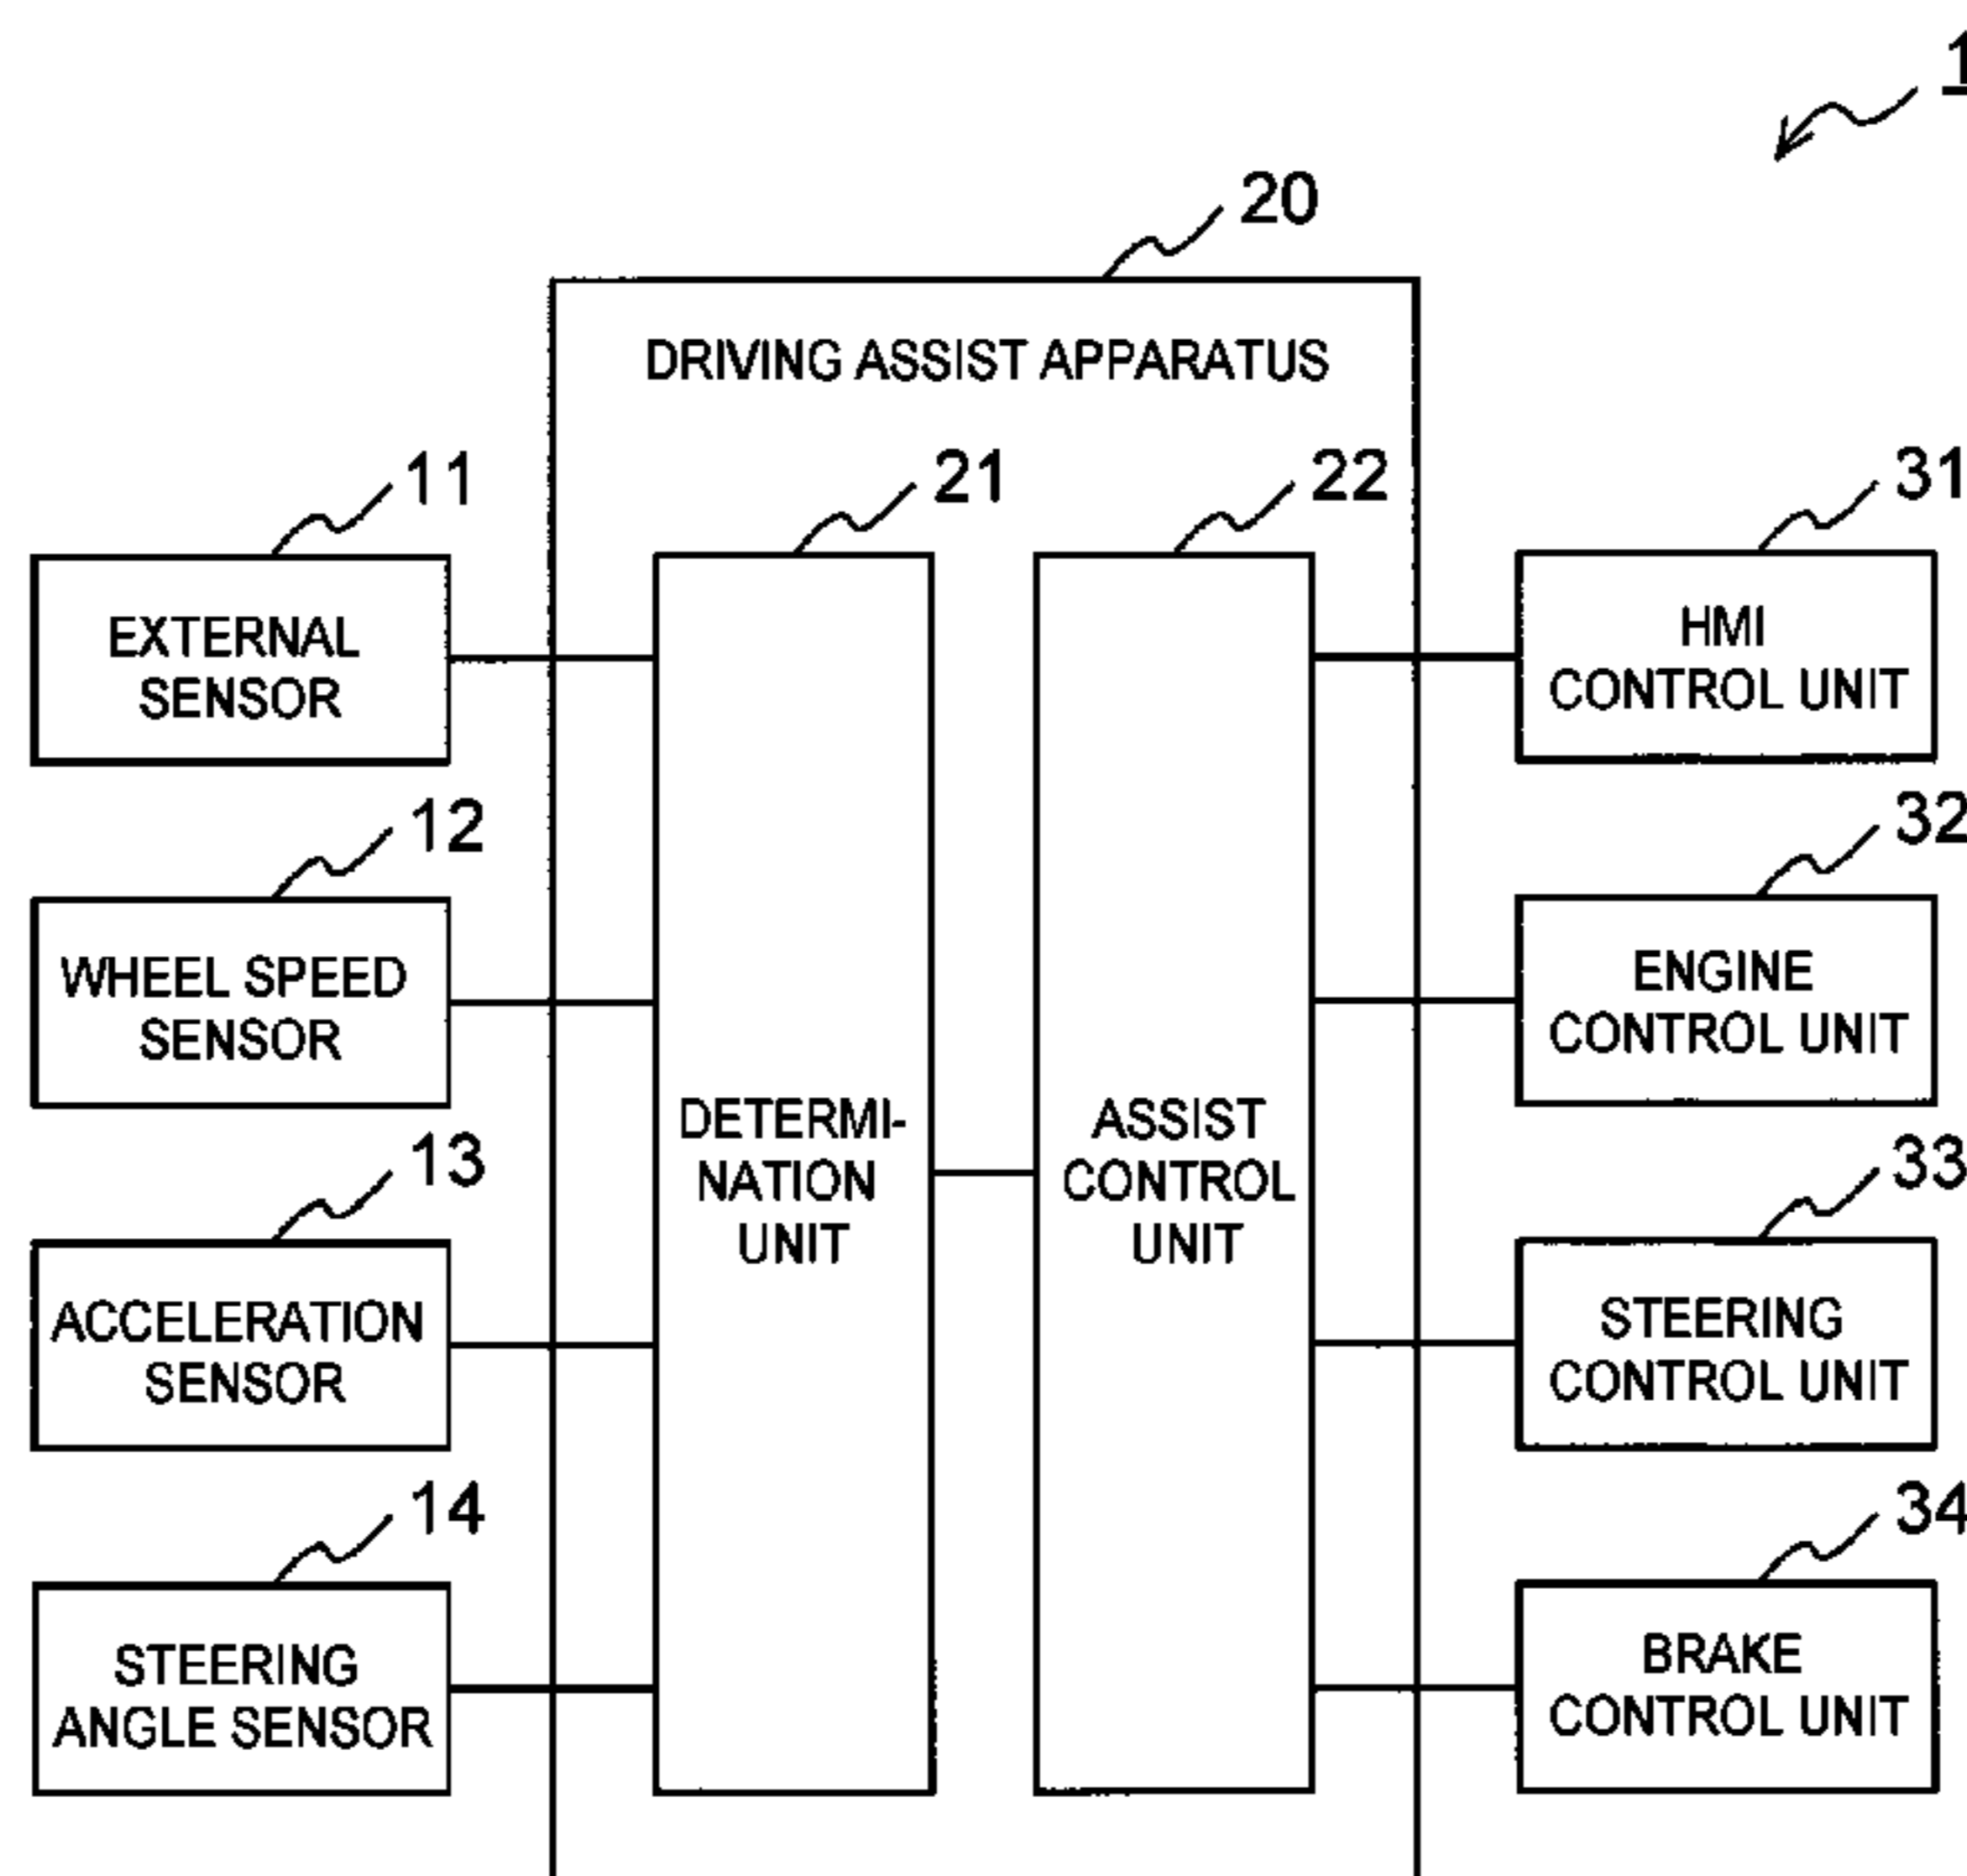 1
20
DRIVING ASSIST APPARATUS
11
21
22
31
EXTERNAL
SENSOR
HMI
CONTROL UNIT
12
32
WHEEL SPEED
SENSOR
ENGINE
CONTROL UNIT
DETERMI-
NATION
UNIT
ASSIST
CONTROL
UNIT
13
33
ACCELERATION
SENSOR
STEERING
CONTROL UNIT
14
34
STEERING
ANGLE SENSOR
BRAKE
CONTROL UNIT